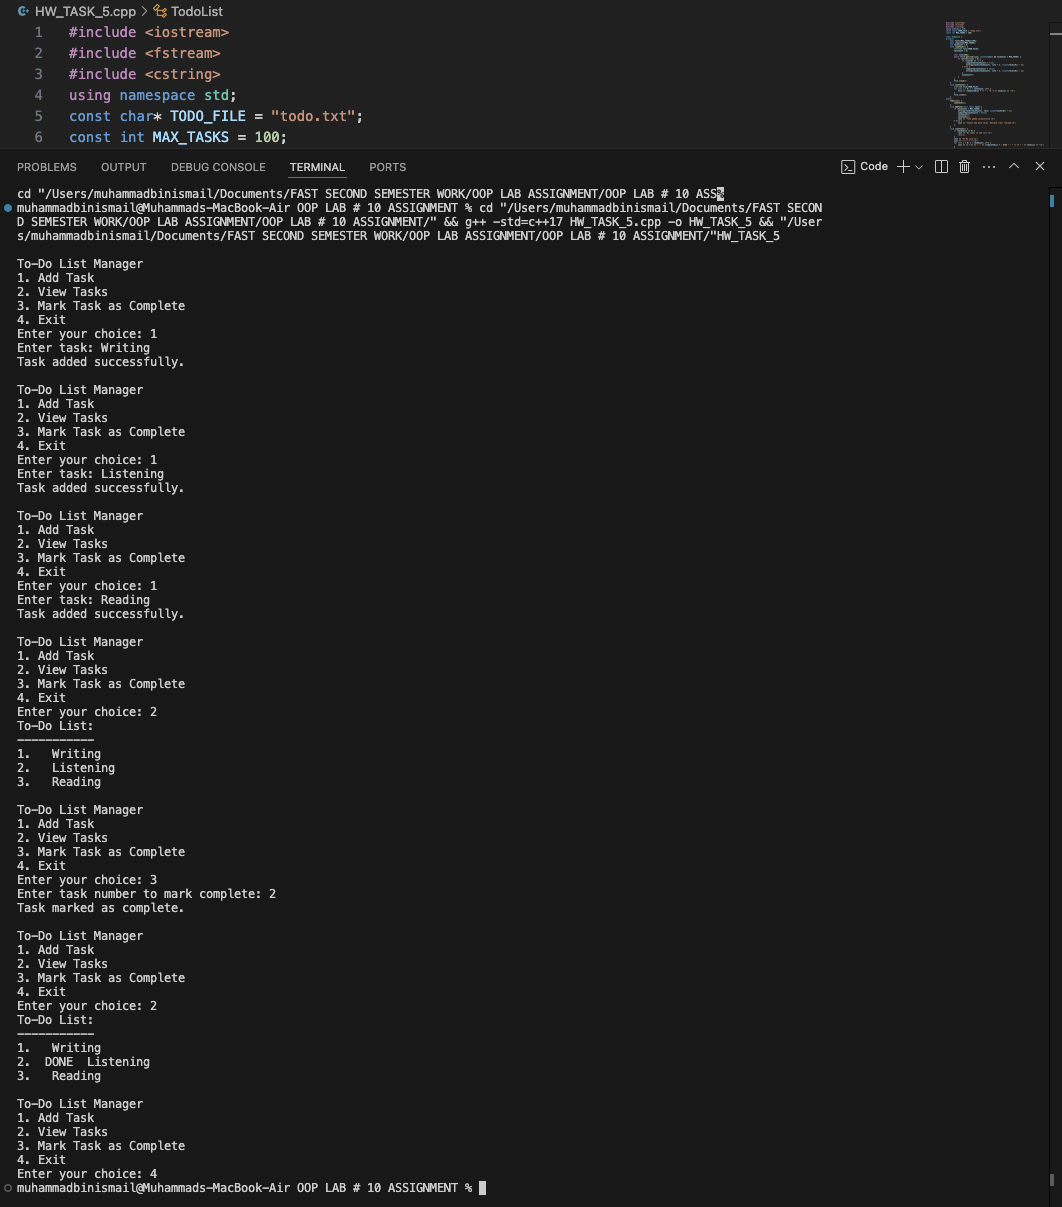 HW_TASK_5.cpp > TodoList
1 #include <iostream>
2 #include <fstream>
3 #include <cstring>
4 using namespace std;
5 const char* TODO_FILE = "todo.txt";
6 const int MAX_TASKS = 100;
PROBLEMS OUTPUT DEBUG CONSOLE TERMINAL PORTS Code
cd "/Users/muhammadbinismail/Documents/FAST SECOND SEMESTER WORK/OOP LAB ASSIGNMENT/OOP LAB # 10 ASS%
muhammadbinismail@Muhammads-MacBook-Air OOP LAB # 10 ASSIGNMENT % cd "/Users/muhammadbinismail/Documents/FAST SECON
D SEMESTER WORK/OOP LAB ASSIGNMENT/OOP LAB # 10 ASSIGNMENT/" && g++ -std=c++17 HW_TASK_5.cpp -o HW_TASK_5 && "/User
s/muhammadbinismail/Documents/FAST SECOND SEMESTER WORK/OOP LAB ASSIGNMENT/OOP LAB # 10 ASSIGNMENT/"HW_TASK_5
To-Do List Manager
1. Add Task
2. View Tasks
3. Mark Task as Complete
4. Exit
Enter your choice: 1
Enter task: Writing
Task added successfully.
To-Do List Manager
1. Add Task
2. View Tasks
3. Mark Task as Complete
4. Exit
Enter your choice: 1
Enter task: Listening
Task added successfully.
To-Do List Manager
1. Add Task
2. View Tasks
3. Mark Task as Complete
4. Exit
Enter your choice: 1
Enter task: Reading
Task added successfully.
To-Do List Manager
1. Add Task
2. View Tasks
3. Mark Task as Complete
4. Exit
Enter your choice: 2
To-Do List:
-----------
1.   Writing
2.   Listening
3.   Reading
To-Do List Manager
1. Add Task
2. View Tasks
3. Mark Task as Complete
4. Exit
Enter your choice: 3
Enter task number to mark complete: 2
Task marked as complete.
To-Do List Manager
1. Add Task
2. View Tasks
3. Mark Task as Complete
4. Exit
Enter your choice: 2
To-Do List:
-----------
1.   Writing
2.  DONE  Listening
3.   Reading
To-Do List Manager
1. Add Task
2. View Tasks
3. Mark Task as Complete
4. Exit
Enter your choice: 4
muhammadbinismail@Muhammads-MacBook-Air OOP LAB # 10 ASSIGNMENT %